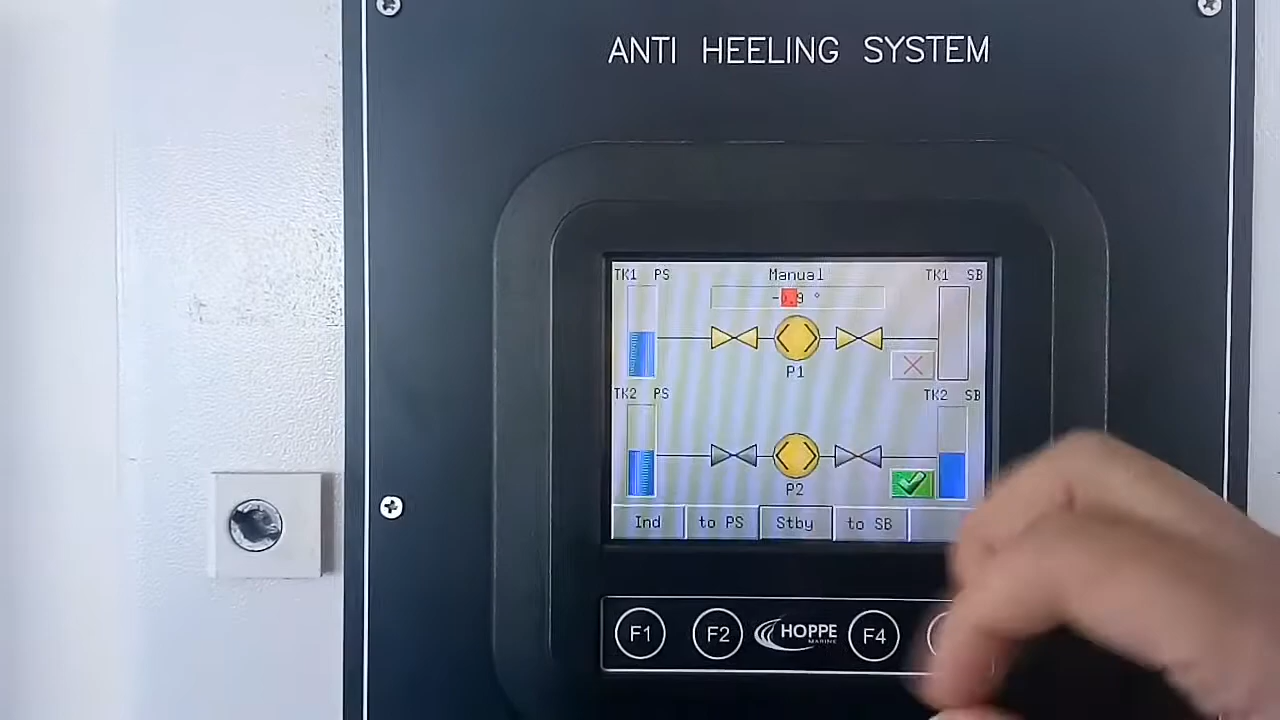 ANTI HEELING SYSTEM
TK1 PS Manual TK1 SB
P1
TK2 PS TK2 SB
P2
Ind to PS Stby to SB
F1 F2 HOPPE MARINE F4